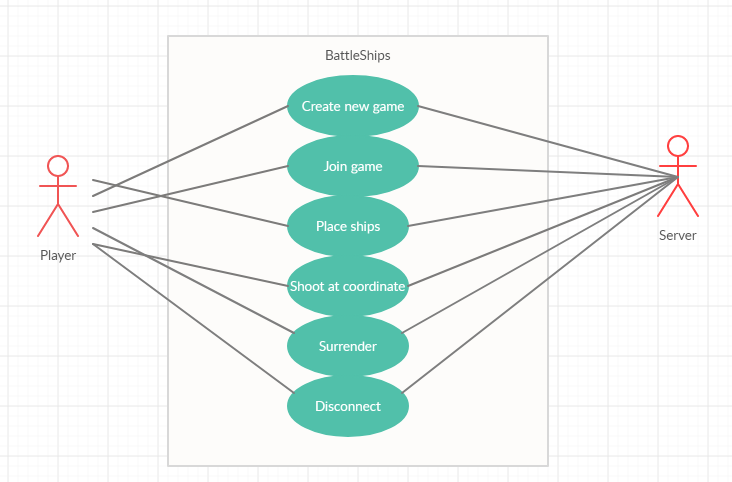 BattleShips
Create new game
Join game
Place ships
Shoot at coordinate
Surrender
Disconnect
Player
Server